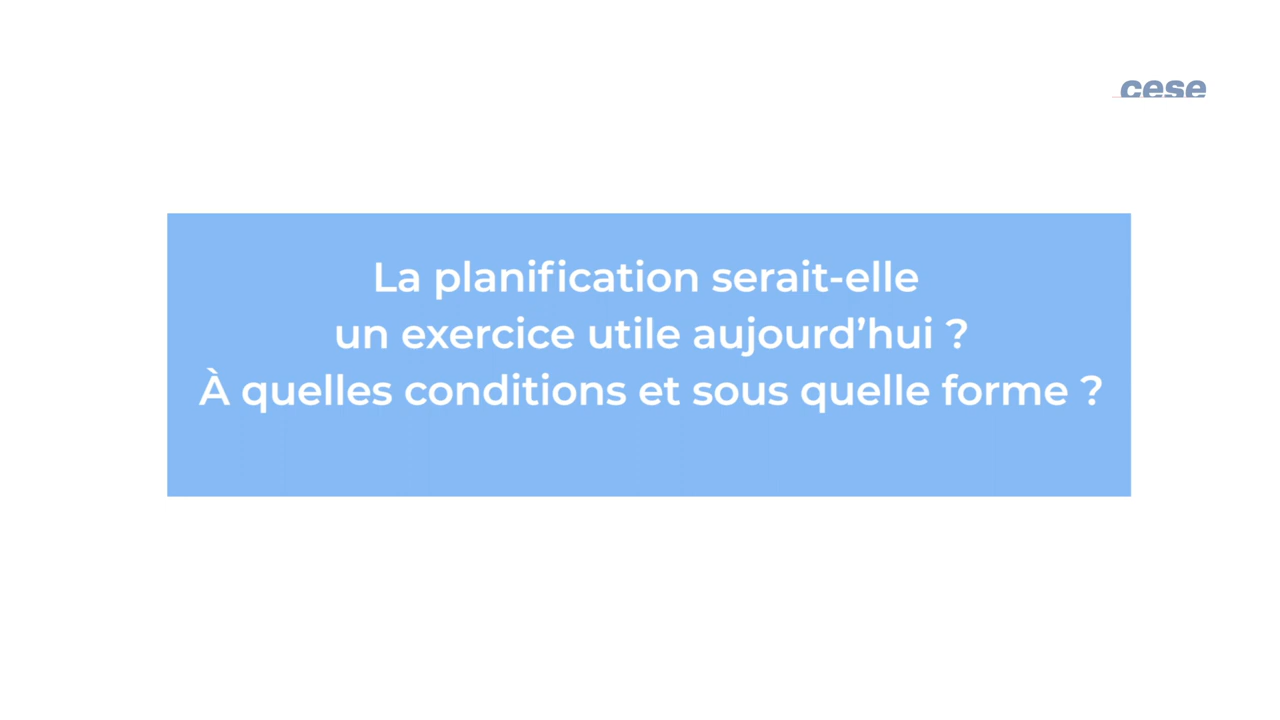 cese
La planification serait-elle
un exercice utile aujourd’hui ?
À quelles conditions et sous quelle forme ?